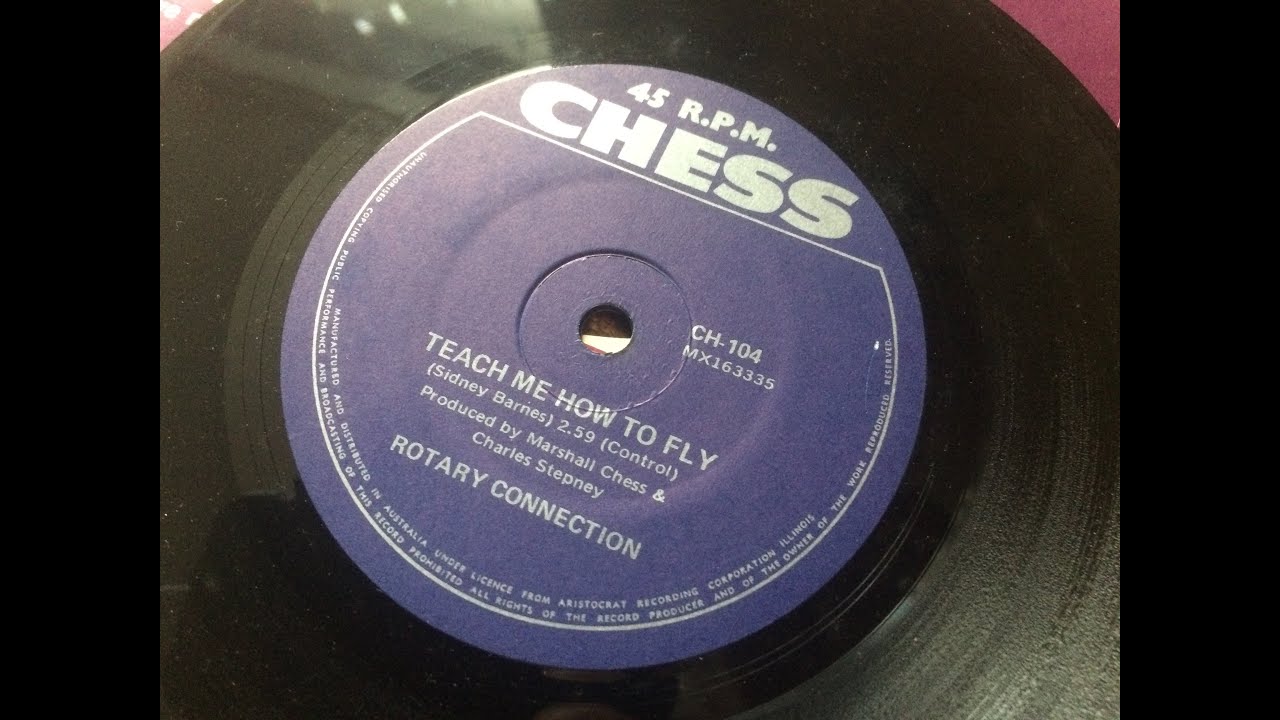 45 R.P.M.
CHESS
CH-104
MX163335
TEACH ME HOW TO FLY
(Sidney Barnes) 2.59 (Control)
Produced by Marshall Chess &
Charles Stepney
ROTARY CONNECTION
MANUFACTURED AND DISTRIBUTED IN AUSTRALIA UNDER LICENCE FROM ARISTOCRAT RECORDING CORPORATION ILLINOIS
UNAUTHORISED COPYING PUBLIC PERFORMANCE AND BROADCASTING OF THIS RECORD PROHIBITED ALL RIGHTS OF THE RECORD PRODUCER AND OF THE OWNER OF THE WORK REPRODUCED RESERVED.